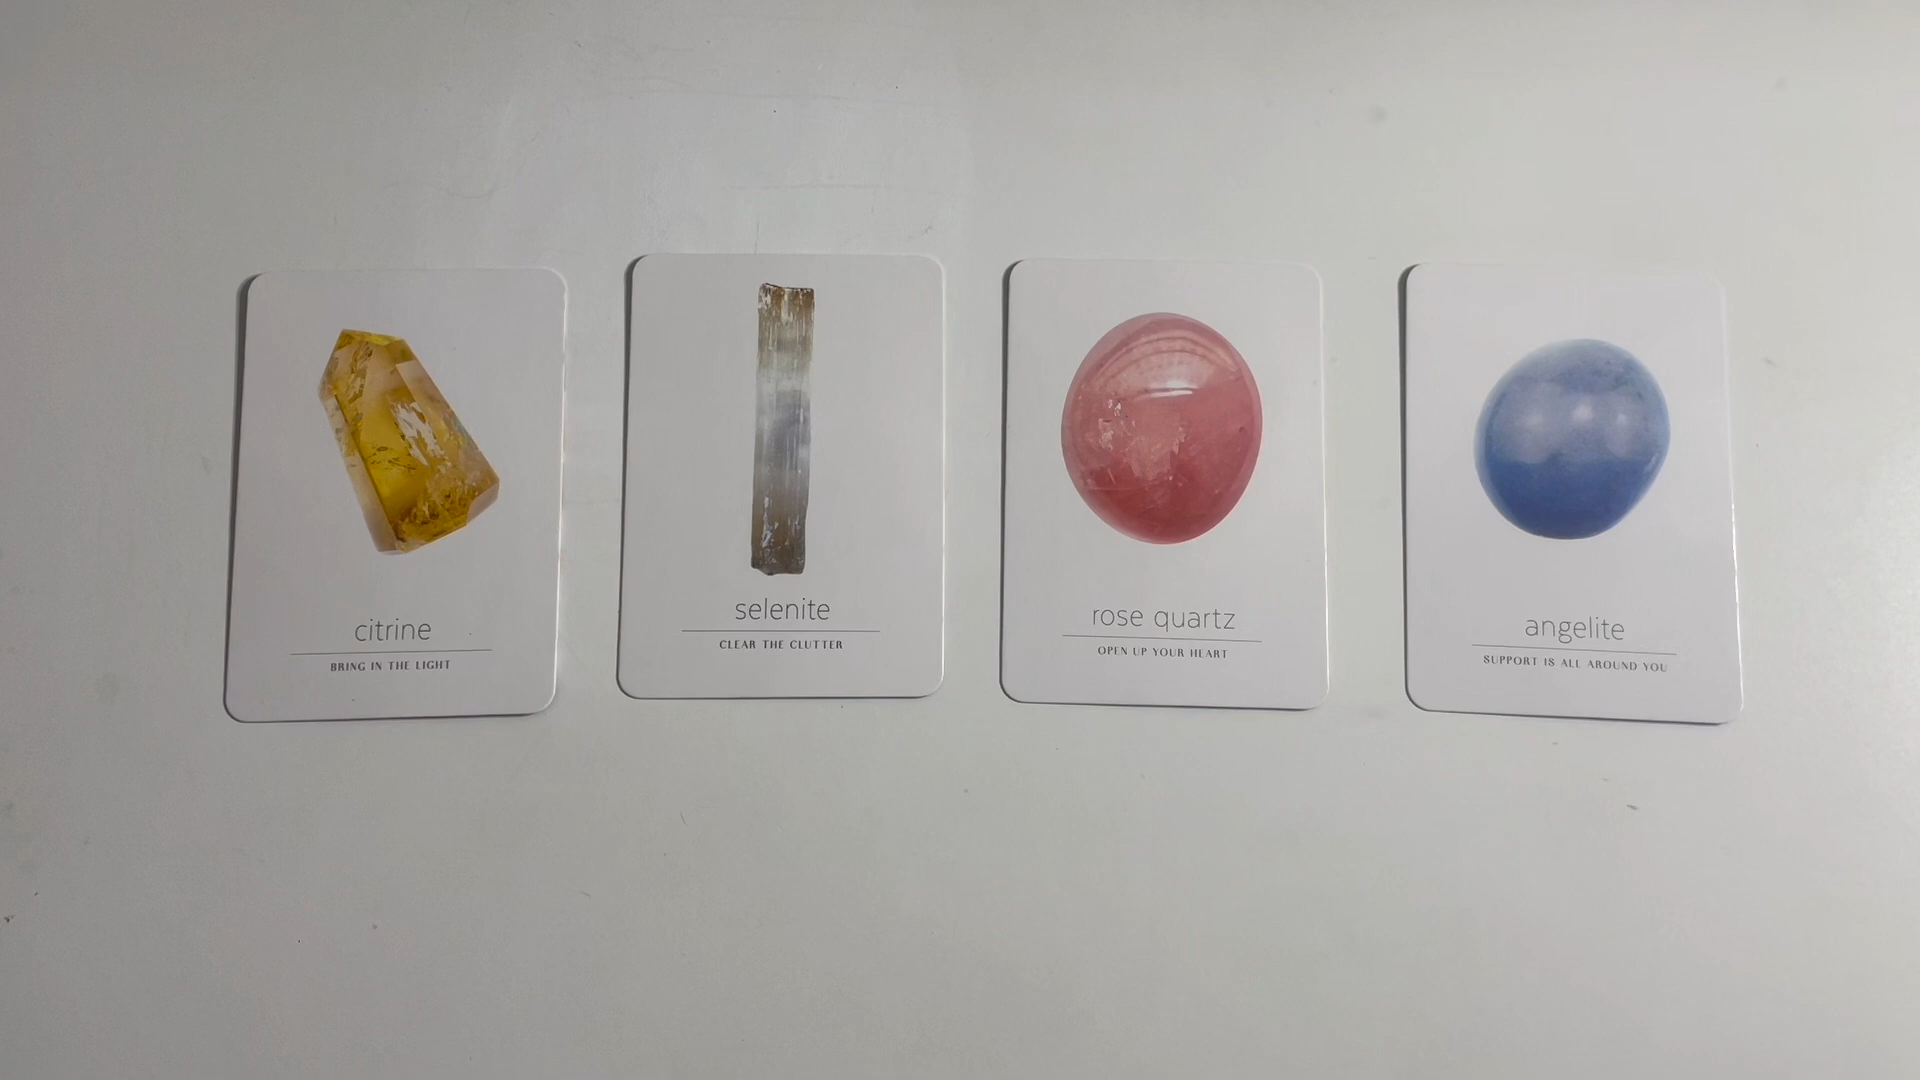 citrine
BRING IN THE LIGHT
selenite
CLEAR THE CLUTTER
rose quartz
OPEN UP YOUR HEART
angelite
SUPPORT IS ALL AROUND YOU